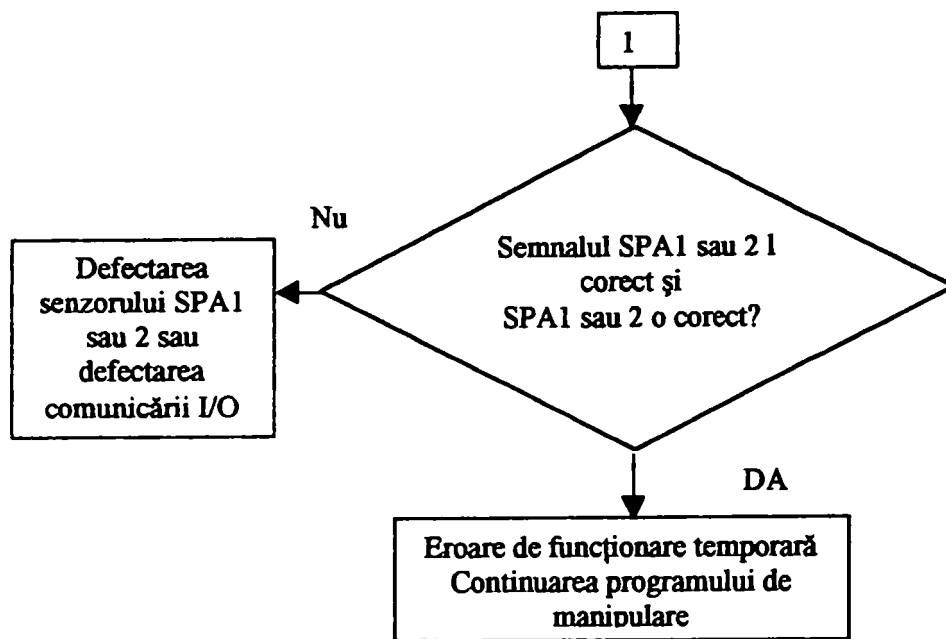 1
Nu
Semnalul SPA1 sau 2 l
corect şi
SPA1 sau 2 o corect?
Defectarea
senzorului SPA1
sau 2 sau
defectarea
comunicării I/O
DA
Eroare de funcţionare temporară
Continuarea programului de
manipulare